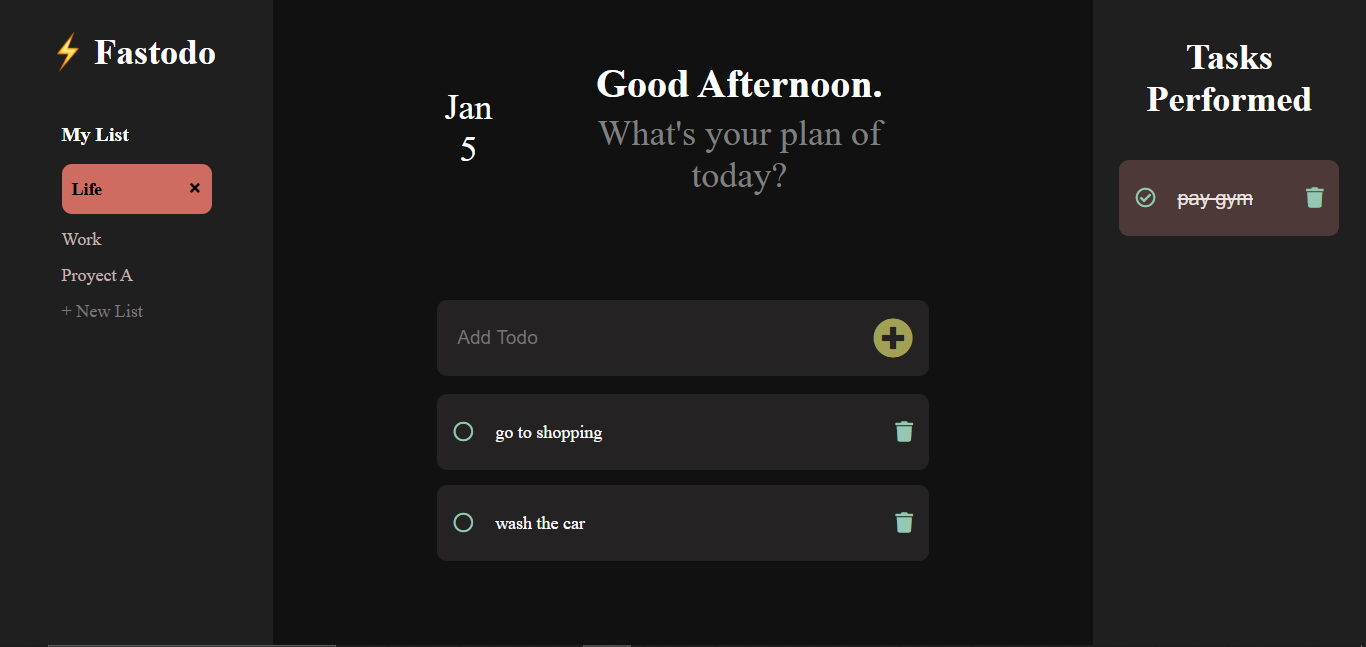 ⚡ Fastodo
My List
Life ×
Work
Proyect A
+ New List
Jan
5
Good Afternoon.
What's your plan of
today?
Add Todo
go to shopping
wash the car
Tasks
Performed
pay gym